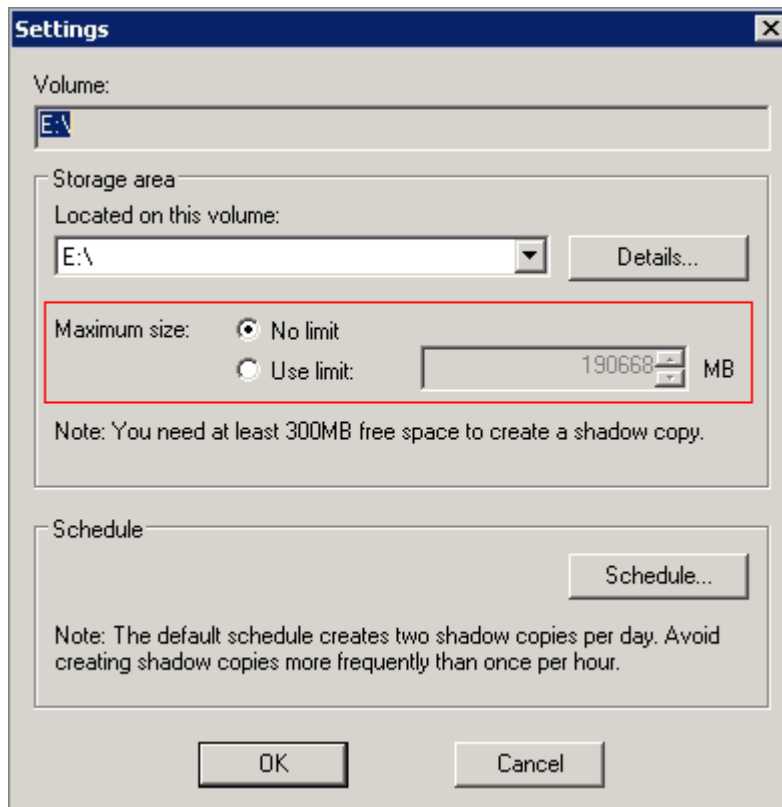 Settings
Volume:
E:\
Storage area
Located on this volume:
E:\
Details...
Maximum size:
No limit
Use limit:
190668
MB
Note: You need at least 300MB free space to create a shadow copy.
Schedule
Schedule...
Note: The default schedule creates two shadow copies per day. Avoid
creating shadow copies more frequently than once per hour.
OK
Cancel